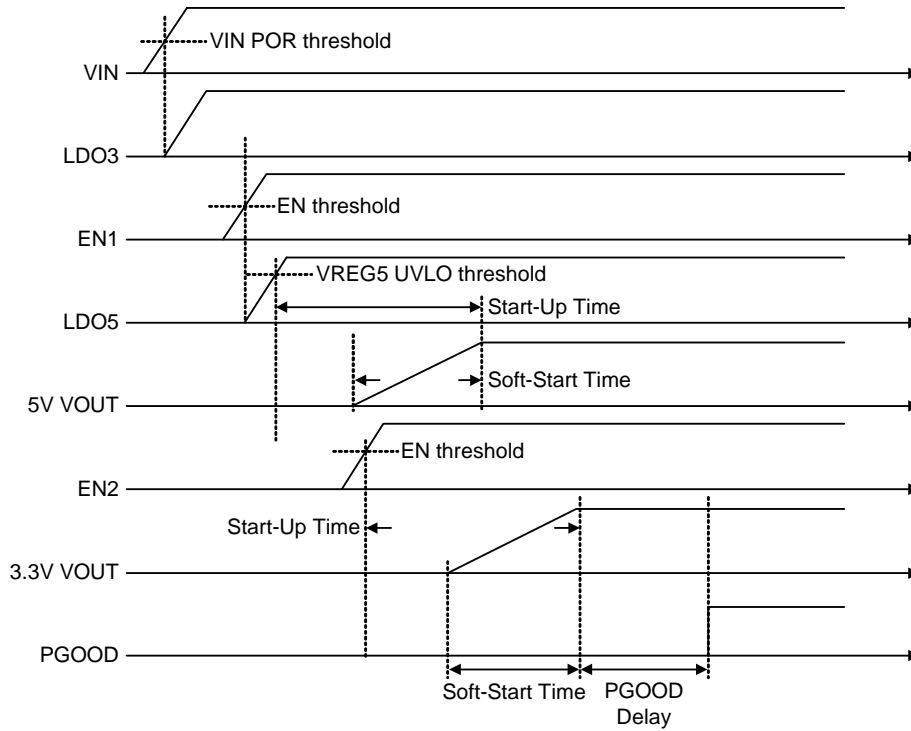 VIN POR threshold
VIN
LDO3
EN threshold
EN1
VREG5 UVLO threshold
Start-Up Time
LDO5
Soft-Start Time
5V VOUT
EN threshold
EN2
Start-Up Time
3.3V VOUT
PGOOD
Soft-Start Time
PGOOD
Delay